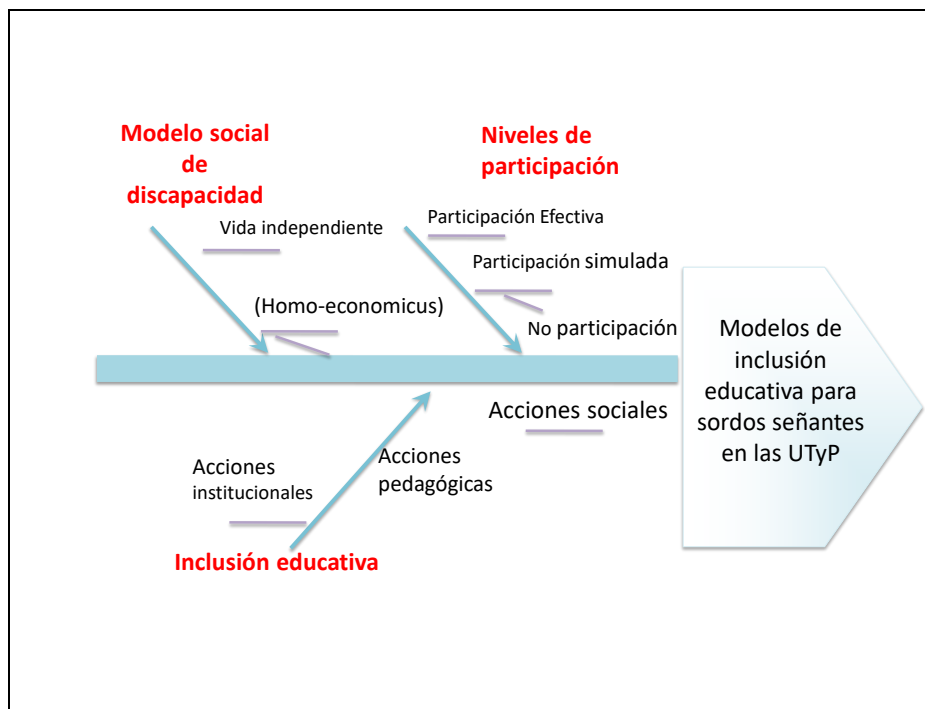 Modelo social
de
discapacidad
Vida independiente
(Homo-economicus)
Niveles de
participación
Participación Efectiva
Participación simulada
No participación
Acciones sociales
Acciones
pedagógicas
Acciones
institucionales
Inclusión educativa
Modelos de
inclusión
educativa para
sordos señantes
en las UTyP